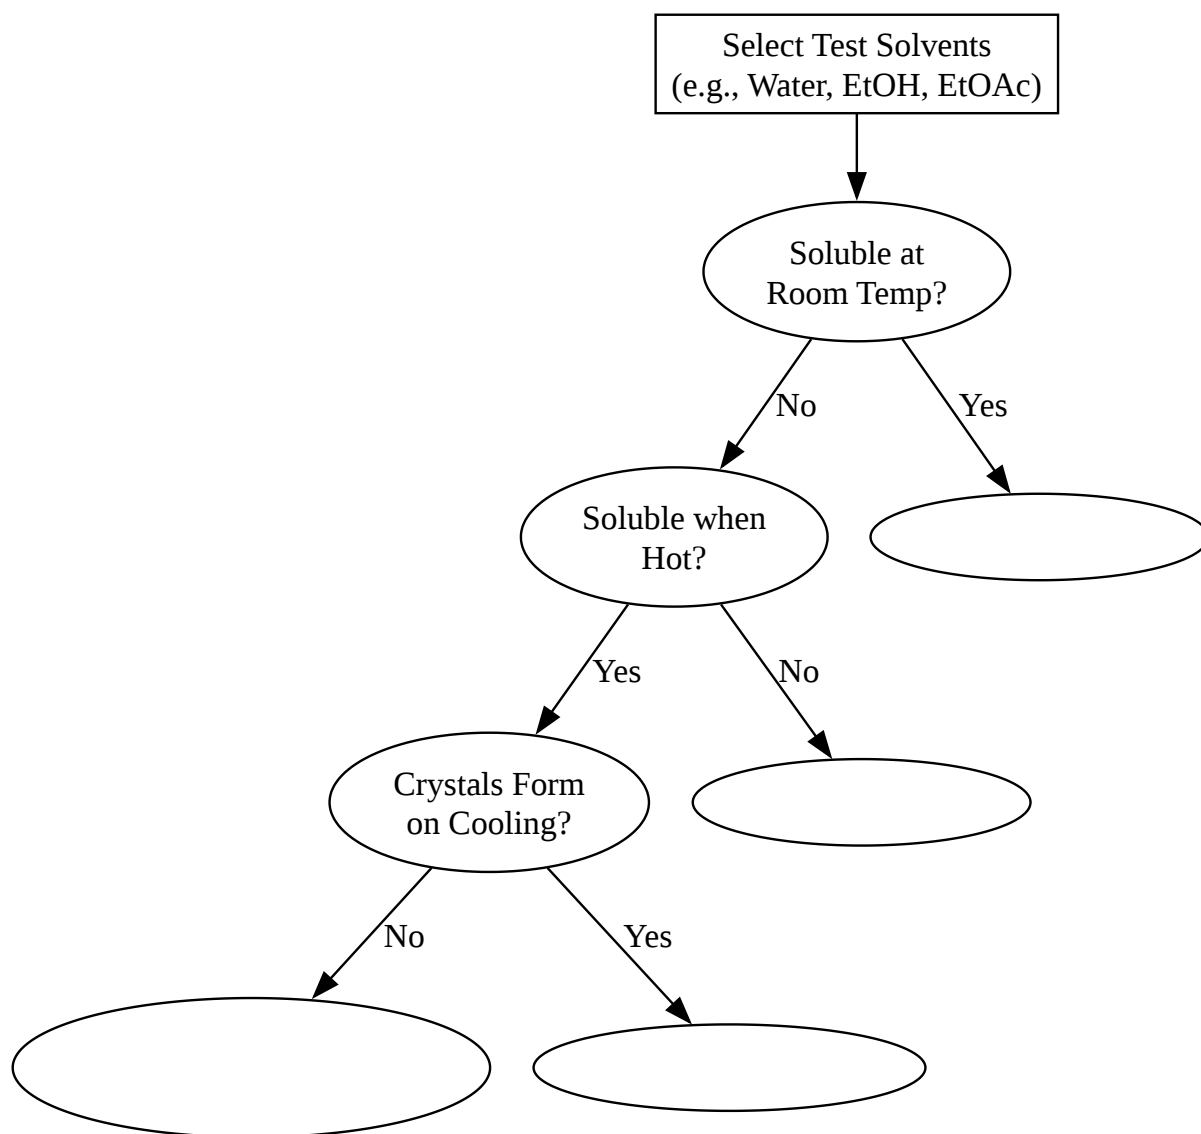 Select Test Solvents
(e.g., Water, EtOH, EtOAc)
Soluble at
Room Temp?
No
Yes
Soluble when
Hot?
Yes
No
Crystals Form
on Cooling?
No
Yes